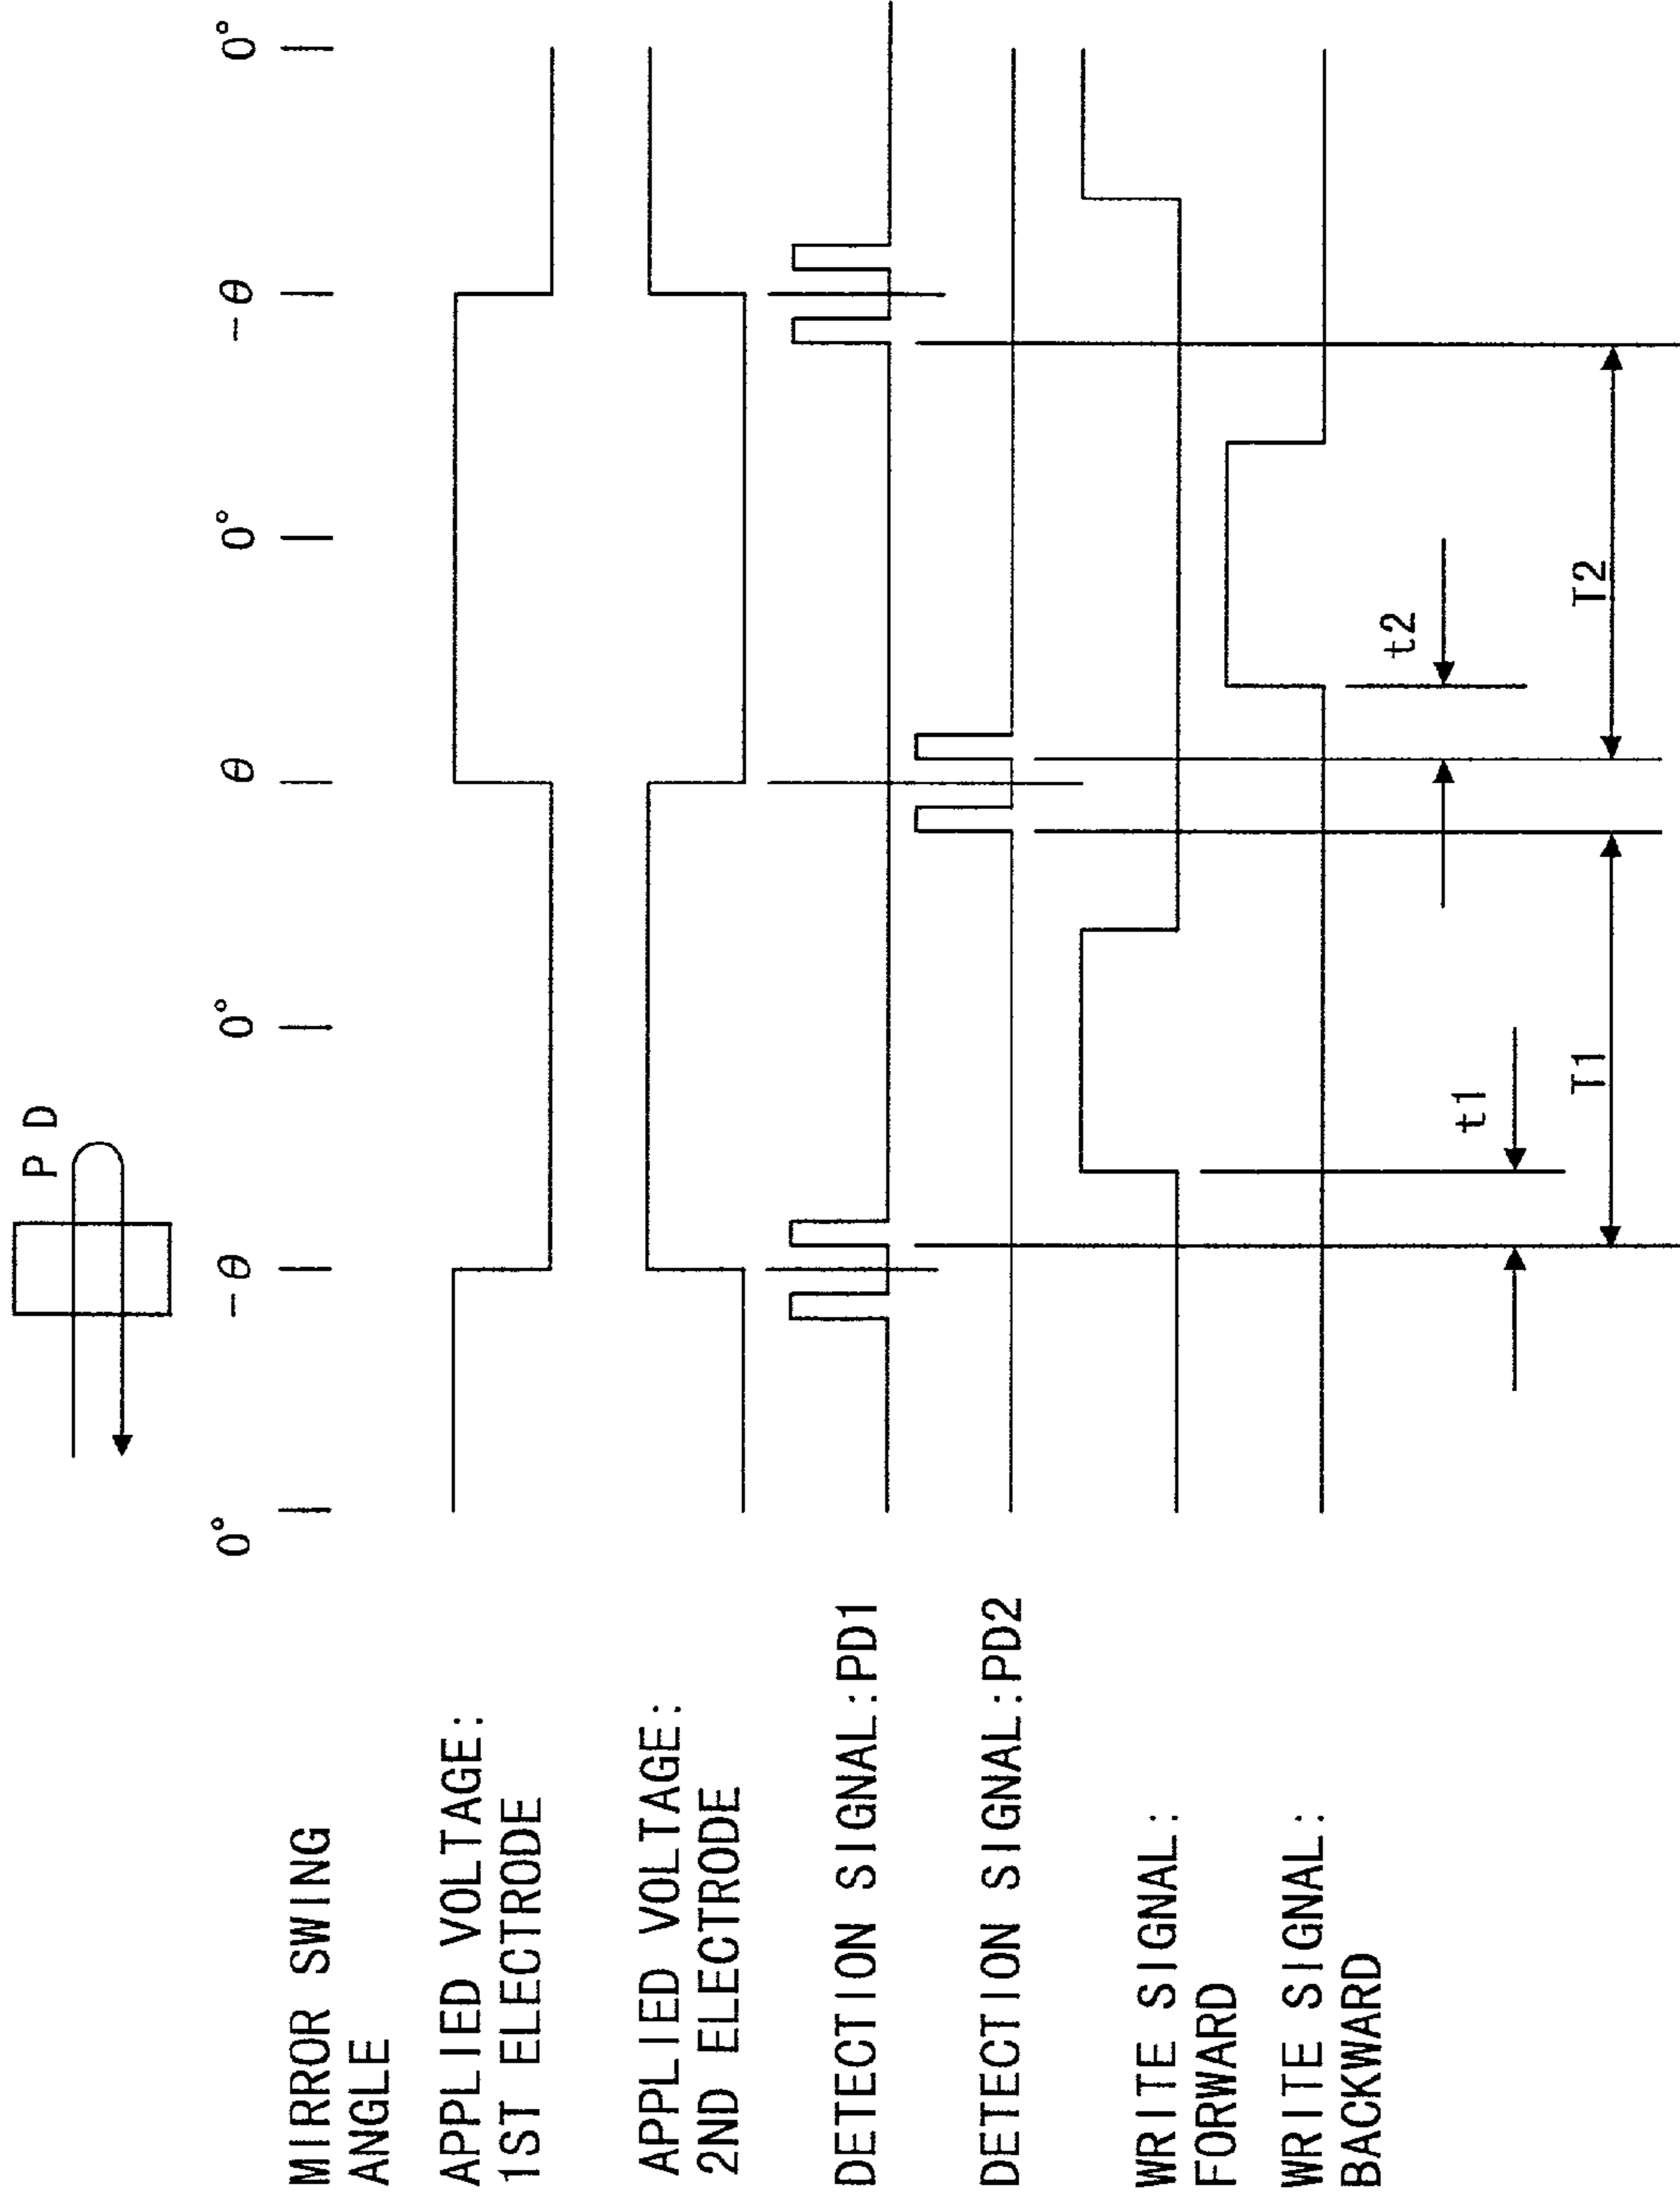 P D
0° -θ 0° θ 0° -θ 0°
MIRROR SWING
ANGLE
APPLIED VOLTAGE:
1ST ELECTRODE
APPLIED VOLTAGE:
2ND ELECTRODE
DETECTION SIGNAL:PD1
DETECTION SIGNAL:PD2
WRITE SIGNAL:
FORWARD
WRITE SIGNAL:
BACKWARD
t2
t1
T1 T2